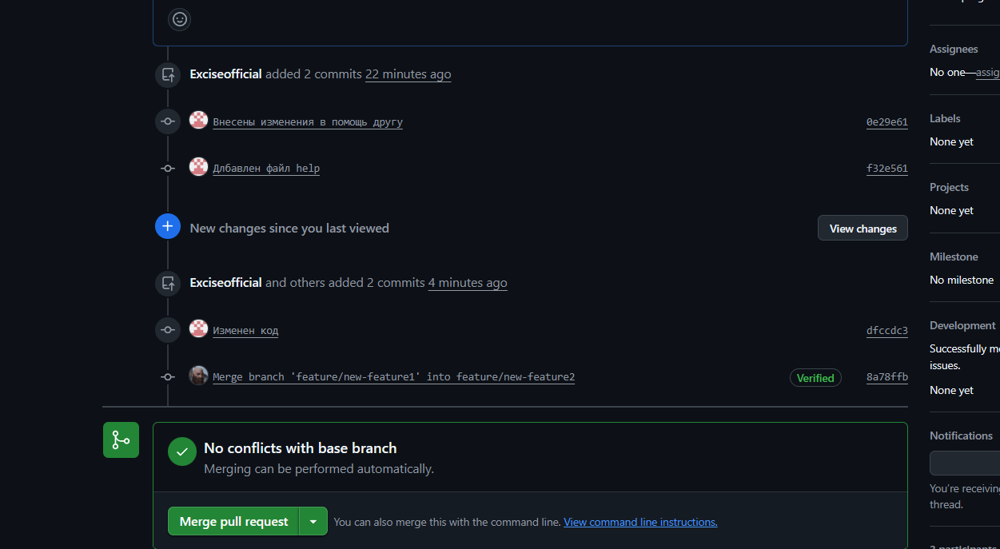 Exciseofficial added 2 commits 22 minutes ago
Внесены изменения в помощь другу 0e29e61
Длбавлен файл help f32e561
New changes since you last viewed View changes
Exciseofficial and others added 2 commits 4 minutes ago
Изменен код dfccdc3
Merge branch 'feature/new-feature1' into feature/new-feature2 Verified 8a78ffb
No conflicts with base branch
Merging can be performed automatically.
Merge pull request You can also merge this with the command line. View command line instructions.
Assignees
No one—assig
Labels
None yet
Projects
None yet
Milestone
No milestone
Development
Successfully me
issues.
None yet
Notifications
You're receiving
thread.
2 participants